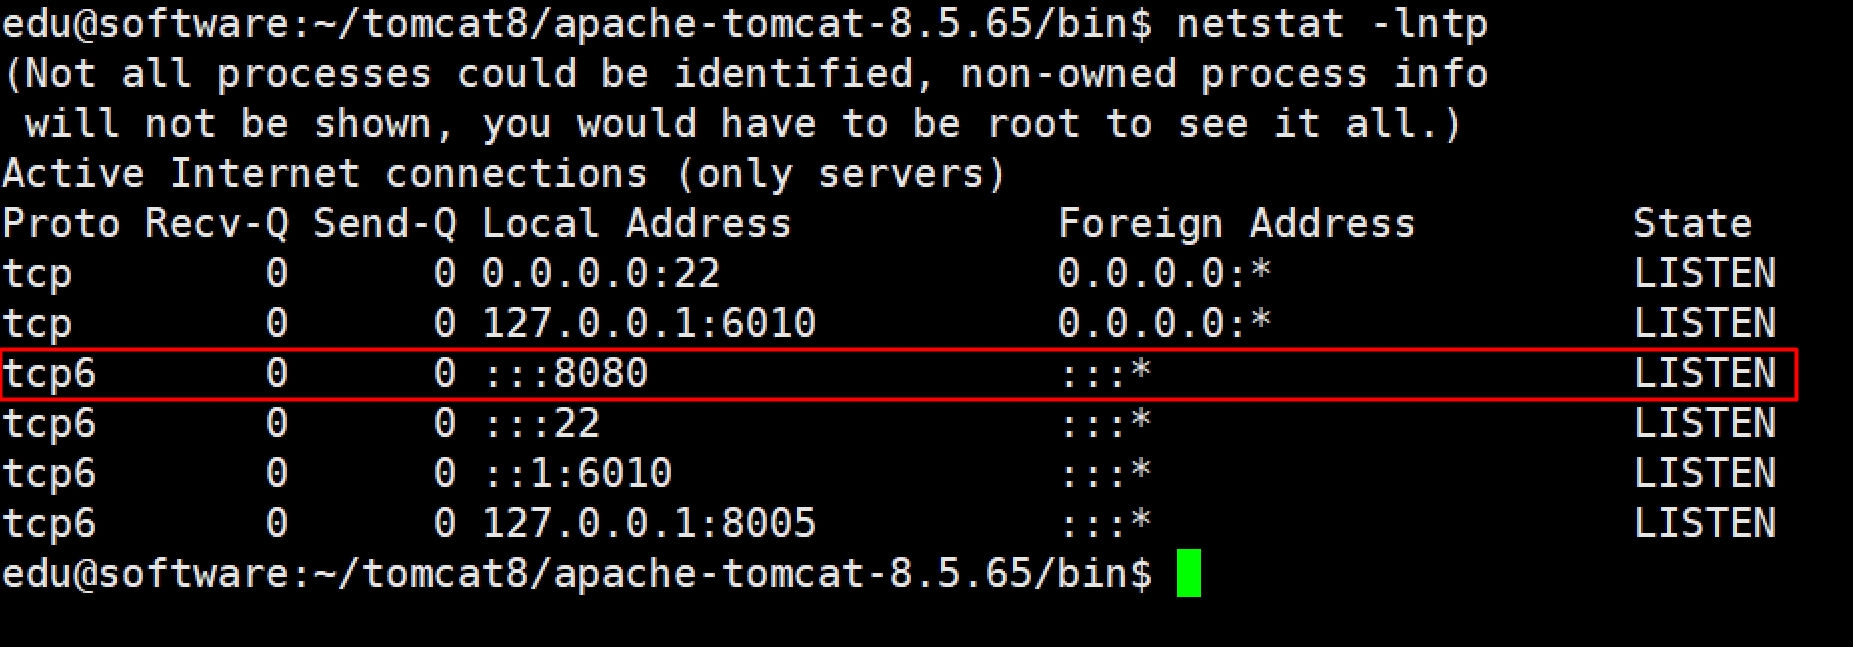 edu@software:~/tomcat8/apache-tomcat-8.5.65/bin$ netstat -lntp
(Not all processes could be identified, non-owned process info
 will not be shown, you would have to be root to see it all.)
Active Internet connections (only servers)
Proto Recv-Q Send-Q Local Address           Foreign Address         State
tcp        0      0 0.0.0.0:22              0.0.0.0:*               LISTEN
tcp        0      0 127.0.0.1:6010          0.0.0.0:*               LISTEN
tcp6       0      0 :::8080                 :::*                    LISTEN
tcp6       0      0 :::22                   :::*                    LISTEN
tcp6       0      0 ::1:6010                :::*                    LISTEN
tcp6       0      0 127.0.0.1:8005          :::*                    LISTEN
edu@software:~/tomcat8/apache-tomcat-8.5.65/bin$